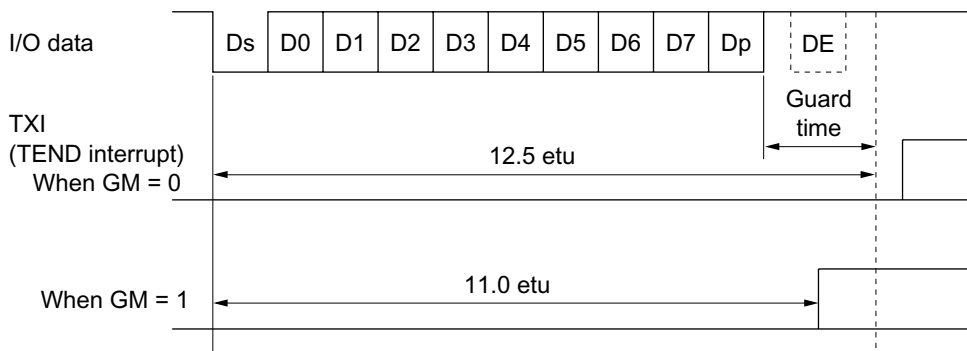 I/O data
Ds D0 D1 D2 D3 D4 D5 D6 D7 Dp DE
Guard
time
TXI
(TEND interrupt)
When GM = 0
12.5 etu
When GM = 1
11.0 etu